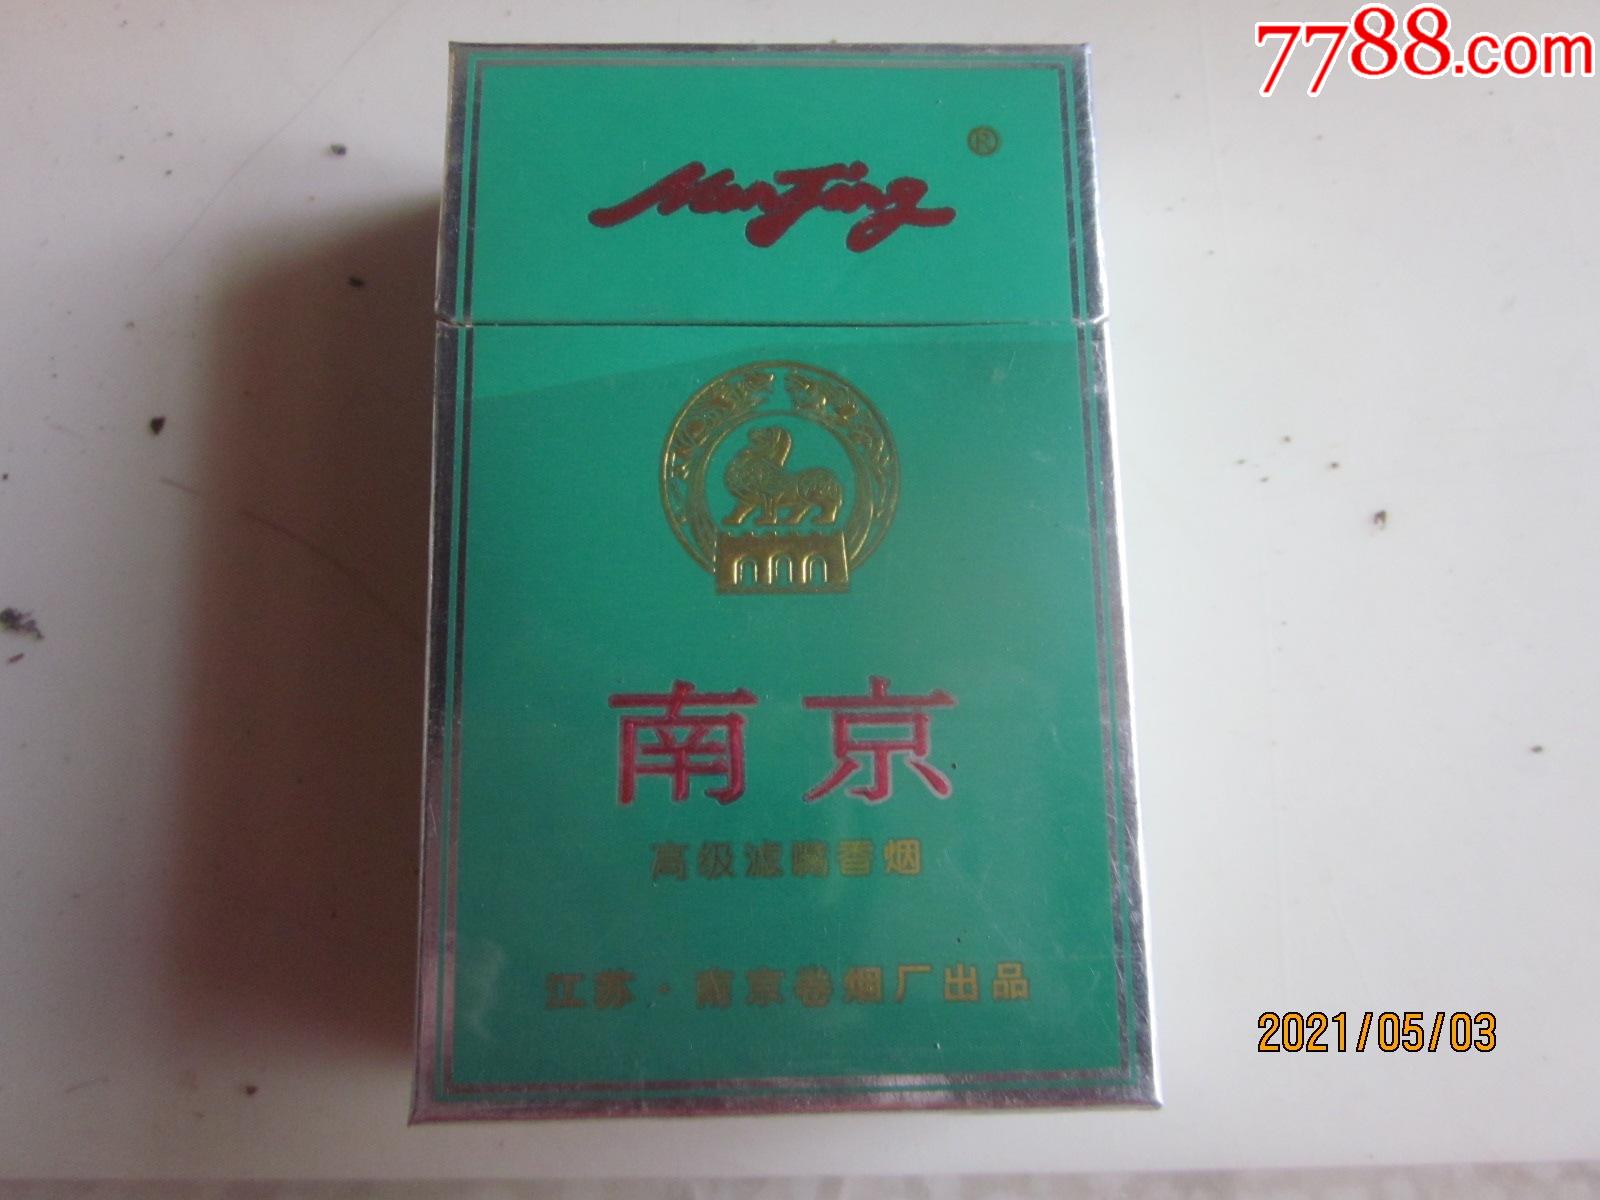 7788.com
NanJing ®
南京
高级滤嘴香烟
江苏·南京卷烟厂出品
2021/05/03